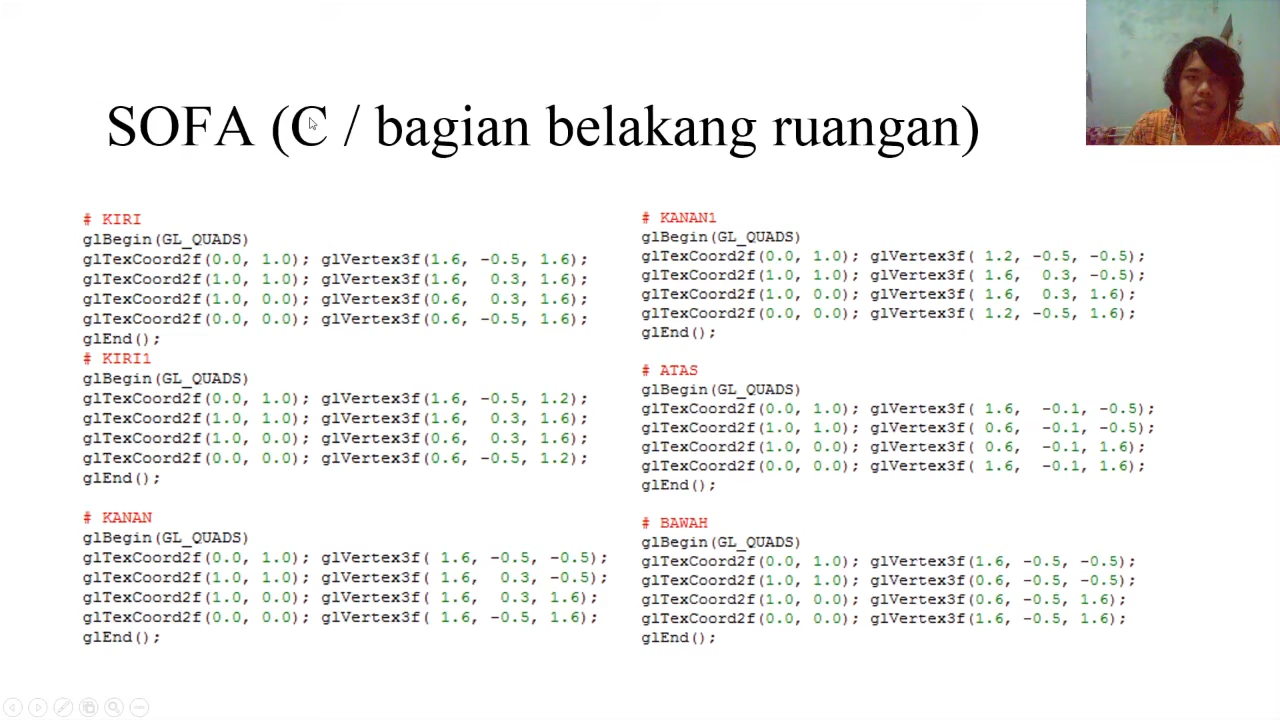 SOFA (C / bagian belakang ruangan)
# KIRI
glBegin(GL_QUADS)
glTexCoord2f(0.0, 1.0); glVertex3f(1.6, -0.5, 1.6);
glTexCoord2f(1.0, 1.0); glVertex3f(1.6, 0.3, 1.6);
glTexCoord2f(1.0, 0.0); glVertex3f(0.6, 0.3, 1.6);
glTexCoord2f(0.0, 0.0); glVertex3f(0.6, -0.5, 1.6);
glEnd();
# KIRI1
glBegin(GL_QUADS)
glTexCoord2f(0.0, 1.0); glVertex3f(1.6, -0.5, 1.2);
glTexCoord2f(1.0, 1.0); glVertex3f(1.6, 0.3, 1.6);
glTexCoord2f(1.0, 0.0); glVertex3f(0.6, 0.3, 1.6);
glTexCoord2f(0.0, 0.0); glVertex3f(0.6, -0.5, 1.2);
glEnd();
# KANAN
glBegin(GL_QUADS)
glTexCoord2f(0.0, 1.0); glVertex3f( 1.6, -0.5, -0.5);
glTexCoord2f(1.0, 1.0); glVertex3f( 1.6, 0.3, -0.5);
glTexCoord2f(1.0, 0.0); glVertex3f( 1.6, 0.3, 1.6);
glTexCoord2f(0.0, 0.0); glVertex3f( 1.6, -0.5, 1.6);
glEnd();
# KANAN1
glBegin(GL_QUADS)
glTexCoord2f(0.0, 1.0); glVertex3f( 1.2, -0.5, -0.5);
glTexCoord2f(1.0, 1.0); glVertex3f( 1.6, 0.3, -0.5);
glTexCoord2f(1.0, 0.0); glVertex3f( 1.6, 0.3, 1.6);
glTexCoord2f(0.0, 0.0); glVertex3f( 1.2, -0.5, 1.6);
glEnd();
# ATAS
glBegin(GL_QUADS)
glTexCoord2f(0.0, 1.0); glVertex3f( 1.6, -0.1, -0.5);
glTexCoord2f(1.0, 1.0); glVertex3f( 0.6, -0.1, -0.5);
glTexCoord2f(1.0, 0.0); glVertex3f( 0.6, -0.1, 1.6);
glTexCoord2f(0.0, 0.0); glVertex3f( 1.6, -0.1, 1.6);
glEnd();
# BAWAH
glBegin(GL_QUADS)
glTexCoord2f(0.0, 1.0); glVertex3f(1.6, -0.5, -0.5);
glTexCoord2f(1.0, 1.0); glVertex3f(0.6, -0.5, -0.5);
glTexCoord2f(1.0, 0.0); glVertex3f(0.6, -0.5, 1.6);
glTexCoord2f(0.0, 0.0); glVertex3f(1.6, -0.5, 1.6);
glEnd();